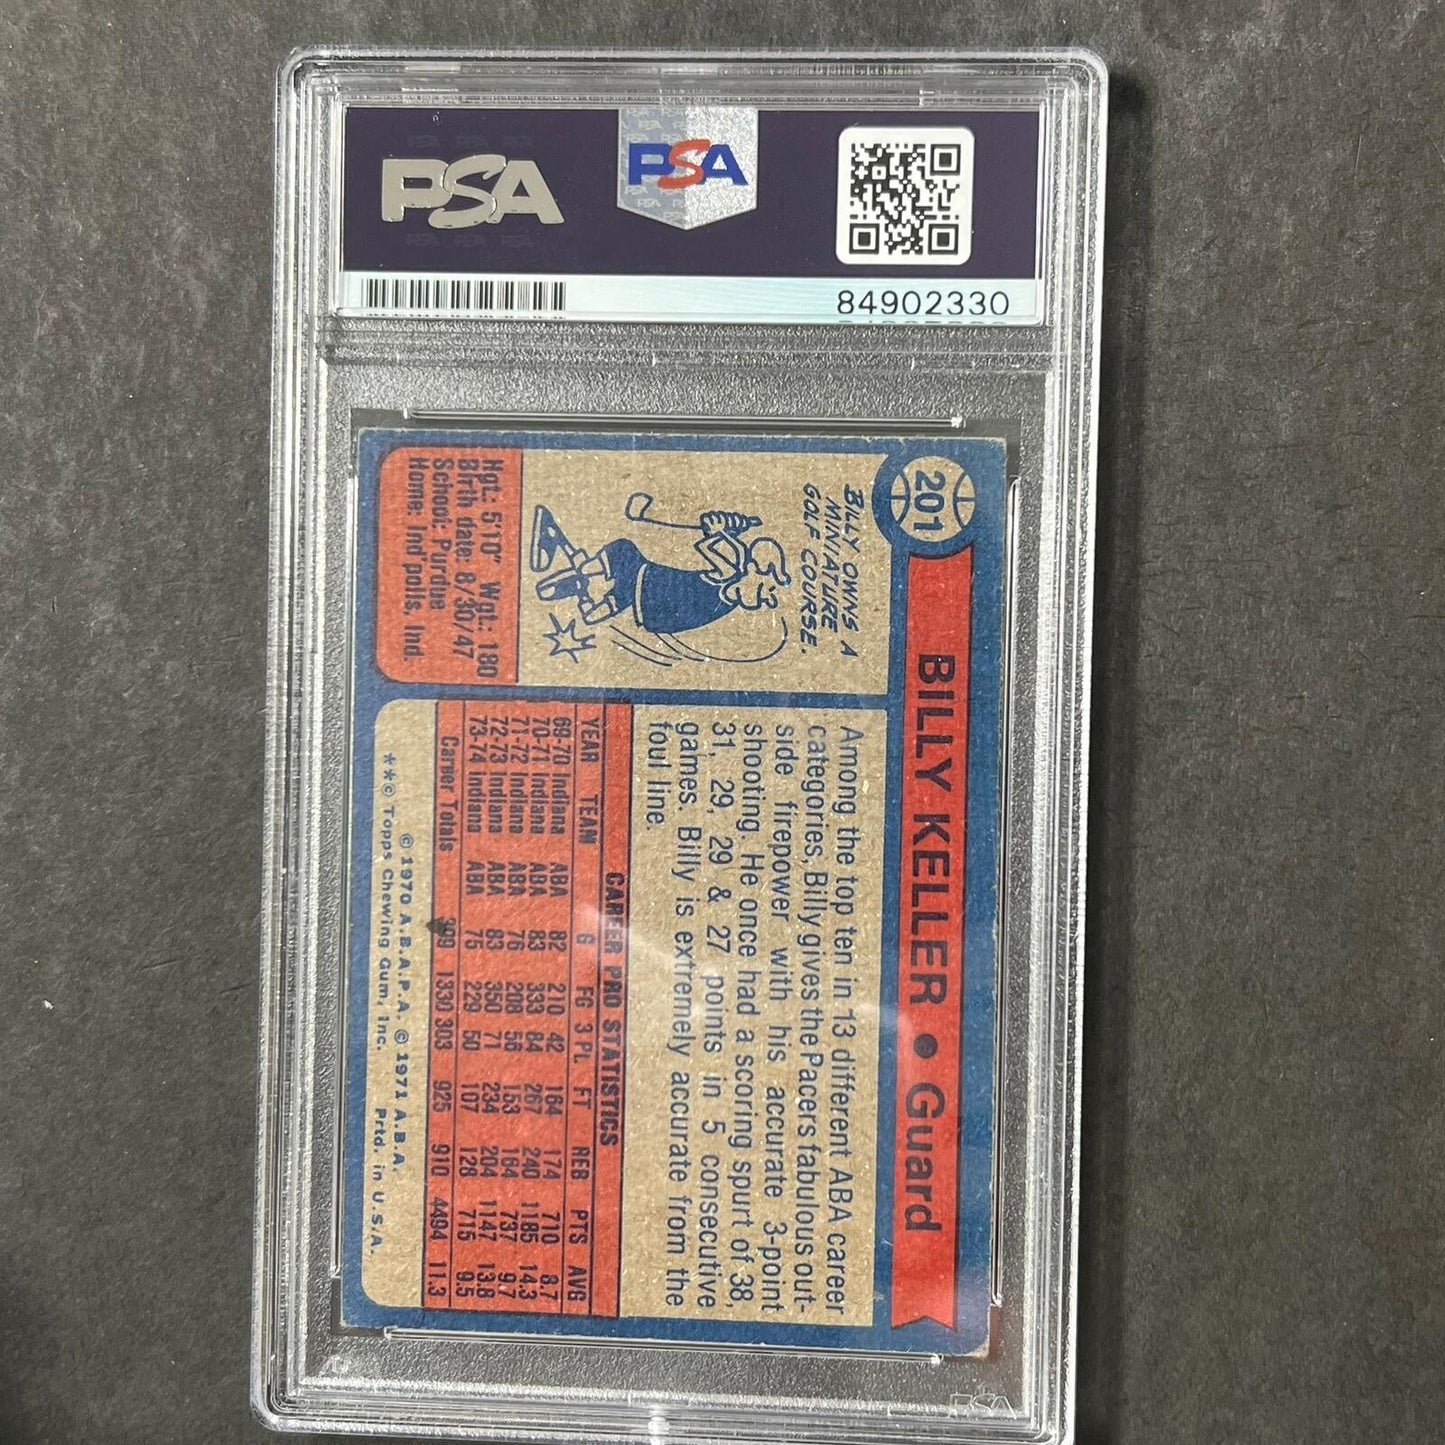 PSA
PSA
84902330
201
BILLY KELLER • Guard
BILLY OWNS A
MINIATURE
GOLF COURSE.
Hgt.: 5'10" Wgt.: 180
Birth date: 8/30/47
School: Purdue
Home: Ind'polis, Ind.
Among the top ten in 13 different ABA career
categories, Billy gives the Pacers fabulous out-
side firepower with his accurate 3-point
shooting. He once had a scoring spurt of 38,
31, 29, 29 & 27 points in 5 consecutive
games. Billy is extremely accurate from the
foul line.
CAREER PRO STATISTICS
YEAR TEAM G FG 3 Pt. FT REB PTS AVG
69-70 Indiana ABA 82 210 42 164 174 710 8.7
70-71 Indiana ABA 83 333 84 267 240 1185 14.3
71-72 Indiana ABA 76 208 56 153 164 737 9.7
72-73 Indiana ABA 83 350 71 234 204 1147 13.8
73-74 Indiana ABA 75 229 50 107 128 715 9.5
Career Totals 399 1330 303 925 910 4494 11.3
© 1970 A.B.A.P.A. © 1971 A.B.A.
**© Topps Chewing Gum, Inc. Prtd. in U.S.A.
PSA